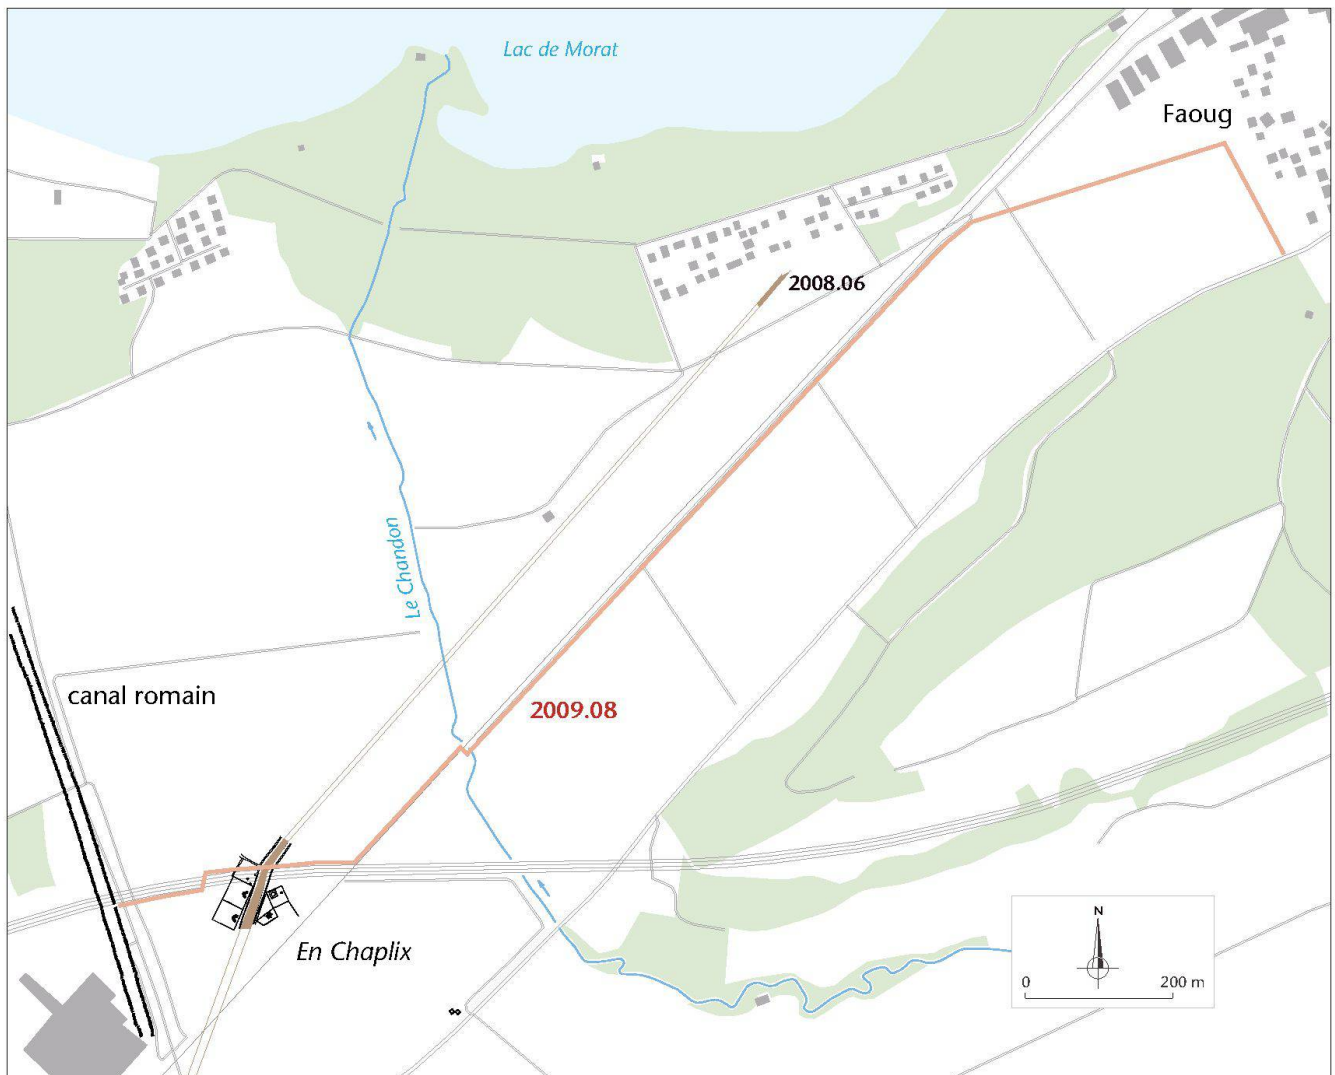 Lac de Morat
Faoug
2008.06
Le Chandon
canal romain
2009.08
En Chaplix
N
0 200 m